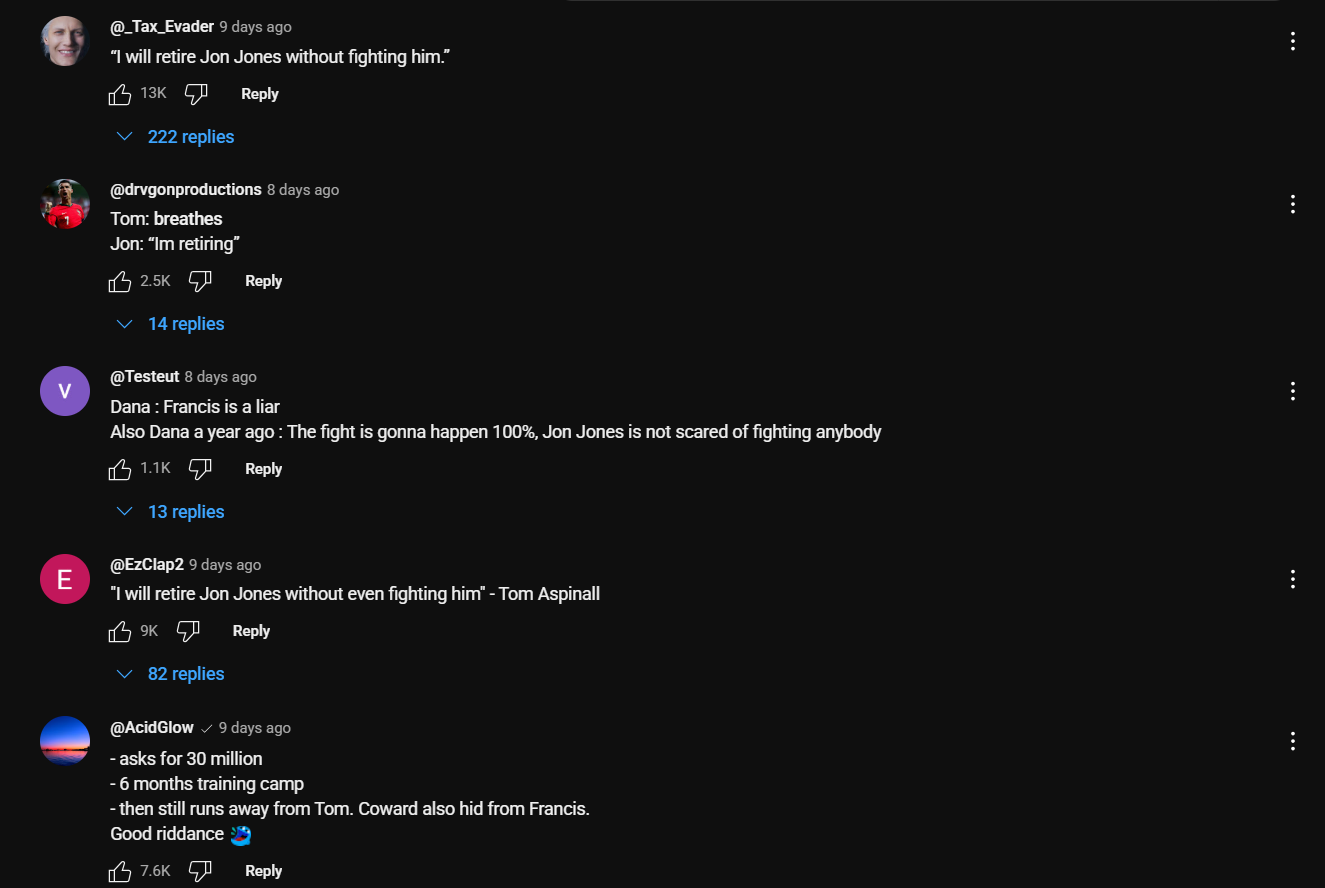 @_Tax_Evader 9 days ago
“I will retire Jon Jones without fighting him.”
13K Reply
222 replies
@drvgonproductions 8 days ago
Tom: breathes
Jon: “Im retiring”
2.5K Reply
14 replies
V
@Testeut 8 days ago
Dana : Francis is a liar
Also Dana a year ago : The fight is gonna happen 100%, Jon Jones is not scared of fighting anybody
1.1K Reply
13 replies
E
@EzClap2 9 days ago
"I will retire Jon Jones without even fighting him" - Tom Aspinall
9K Reply
82 replies
@AcidGlow 9 days ago
- asks for 30 million
- 6 months training camp
- then still runs away from Tom. Coward also hid from Francis.
Good riddance
7.6K Reply